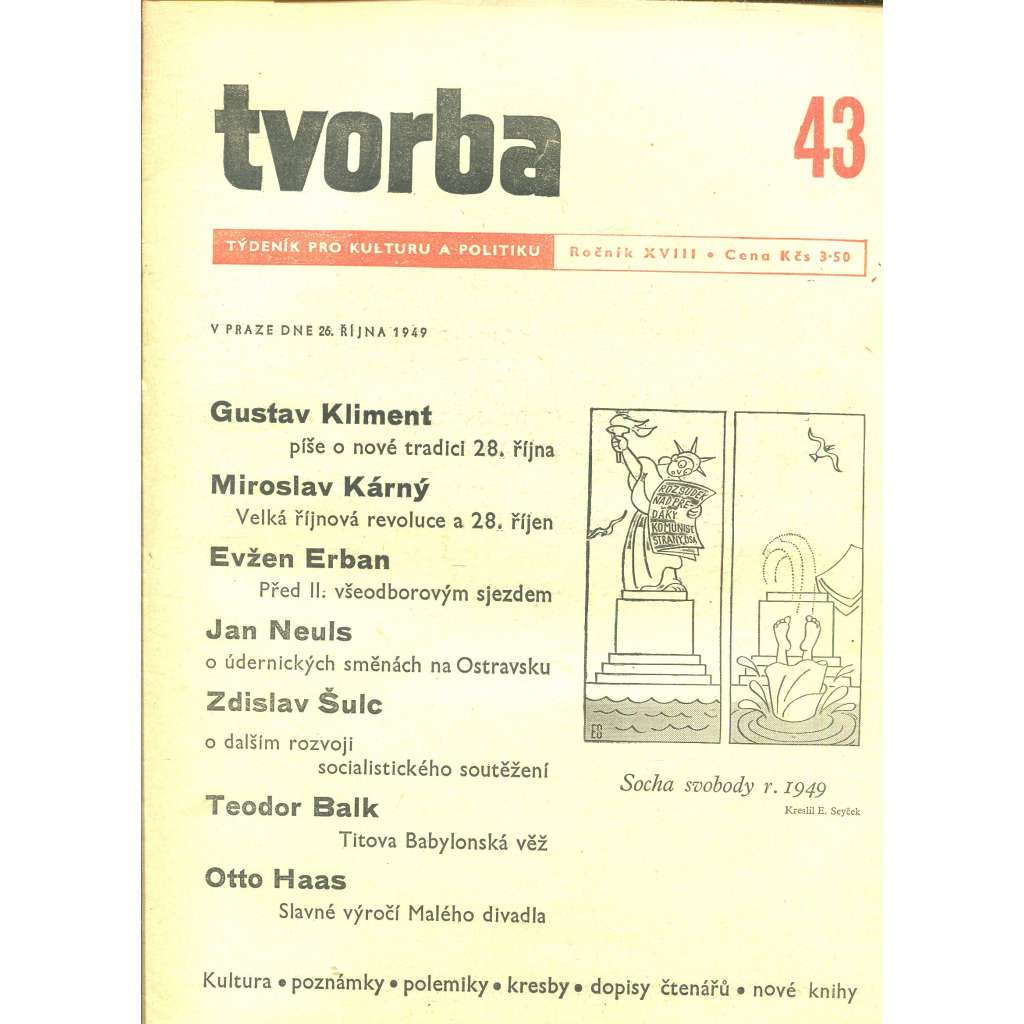 tvorba
43
TÝDENÍK PRO KULTURU A POLITIKU
Ročník XVIII • Cena Kčs 3·50
V PRAZE DNE 26. ŘÍJNA 1949
Gustav Kliment
píše o nové tradici 28. října
Miroslav Kárný
Velká říjnová revoluce a 28. říjen
Evžen Erban
Před II. všeodborovým sjezdem
Jan Neuls
o údernických směnách na Ostravsku
Zdislav Šulc
o dalším rozvoji
socialistického soutěžení
Teodor Balk
Titova Babylonská věž
Otto Haas
Slavné výročí Malého divadla
ROZSUDEK
NAD PŘE-
DÁKY
KOMUNIST.
STRANY USA
ES
Socha svobody r. 1949
Kreslil E. Seyček
Kultura • poznámky • polemiky • kresby • dopisy čtenářů • nové knihy